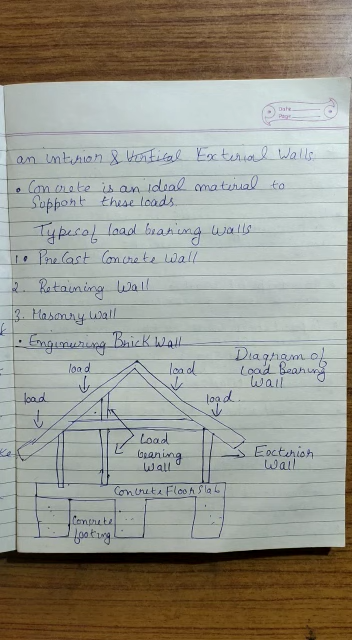 Date
Page
an interior & Vertical Exterial Walls.
• Concrete is an ideal material to
Support these loads.
Types of load bearing walls
1. PreCast Concrete Wall
2. Retaining Wall
3. Masonry Wall
• Engineering Brick Wall
Diagram of
Load Bearing
Wall
load
load
load
load
Load
bearing
Wall
Excterior
Wall
Concrete Floor Slab
Concrete
footing